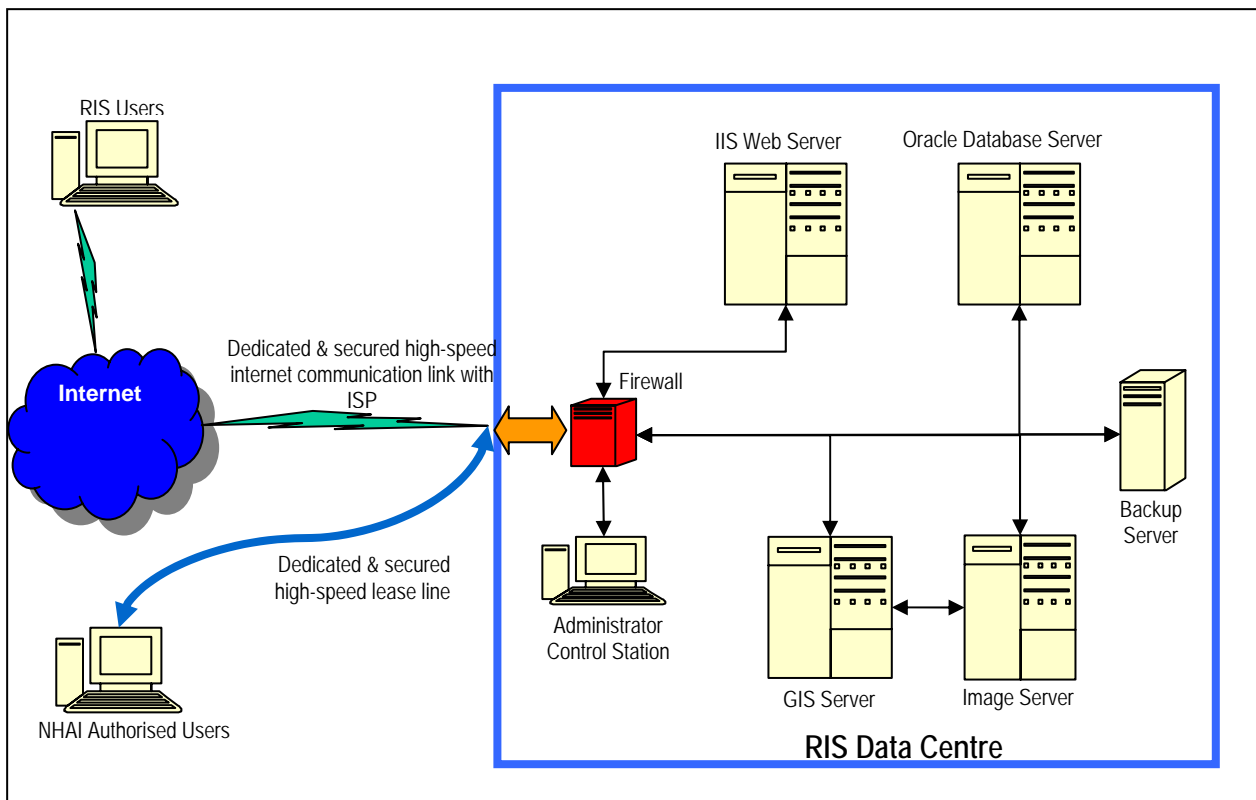 RIS Users
IIS Web Server
Oracle Database Server
Dedicated & secured high-speed
internet communication link with
ISP
Internet
Firewall
Backup
Server
Dedicated & secured
high-speed lease line
Administrator
Control Station
GIS Server
Image Server
NHAI Authorised Users
RIS Data Centre